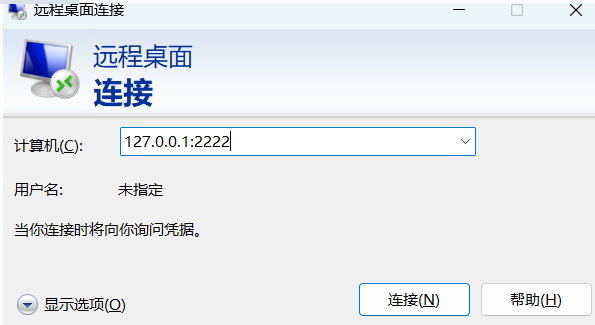 远程桌面连接
远程桌面
连接
计算机(C):
127.0.0.1:2222
用户名:
未指定
当你连接时将向你询问凭据。
显示选项(O)
连接(N)
帮助(H)